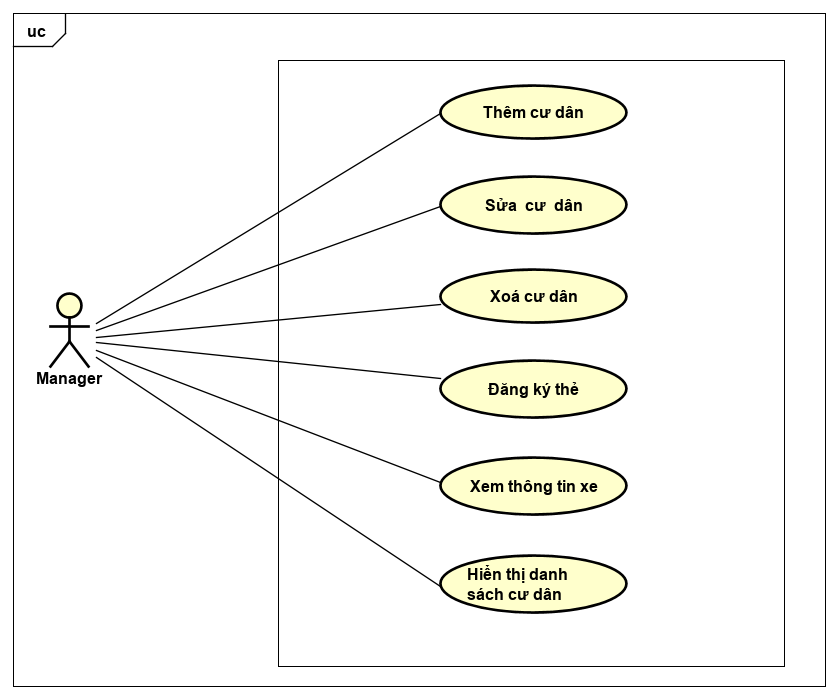 uc
Thêm cư dân
Sửa cư dân
Xoá cư dân
Manager
Đăng ký thẻ
Xem thông tin xe
Hiển thị danh
sách cư dân